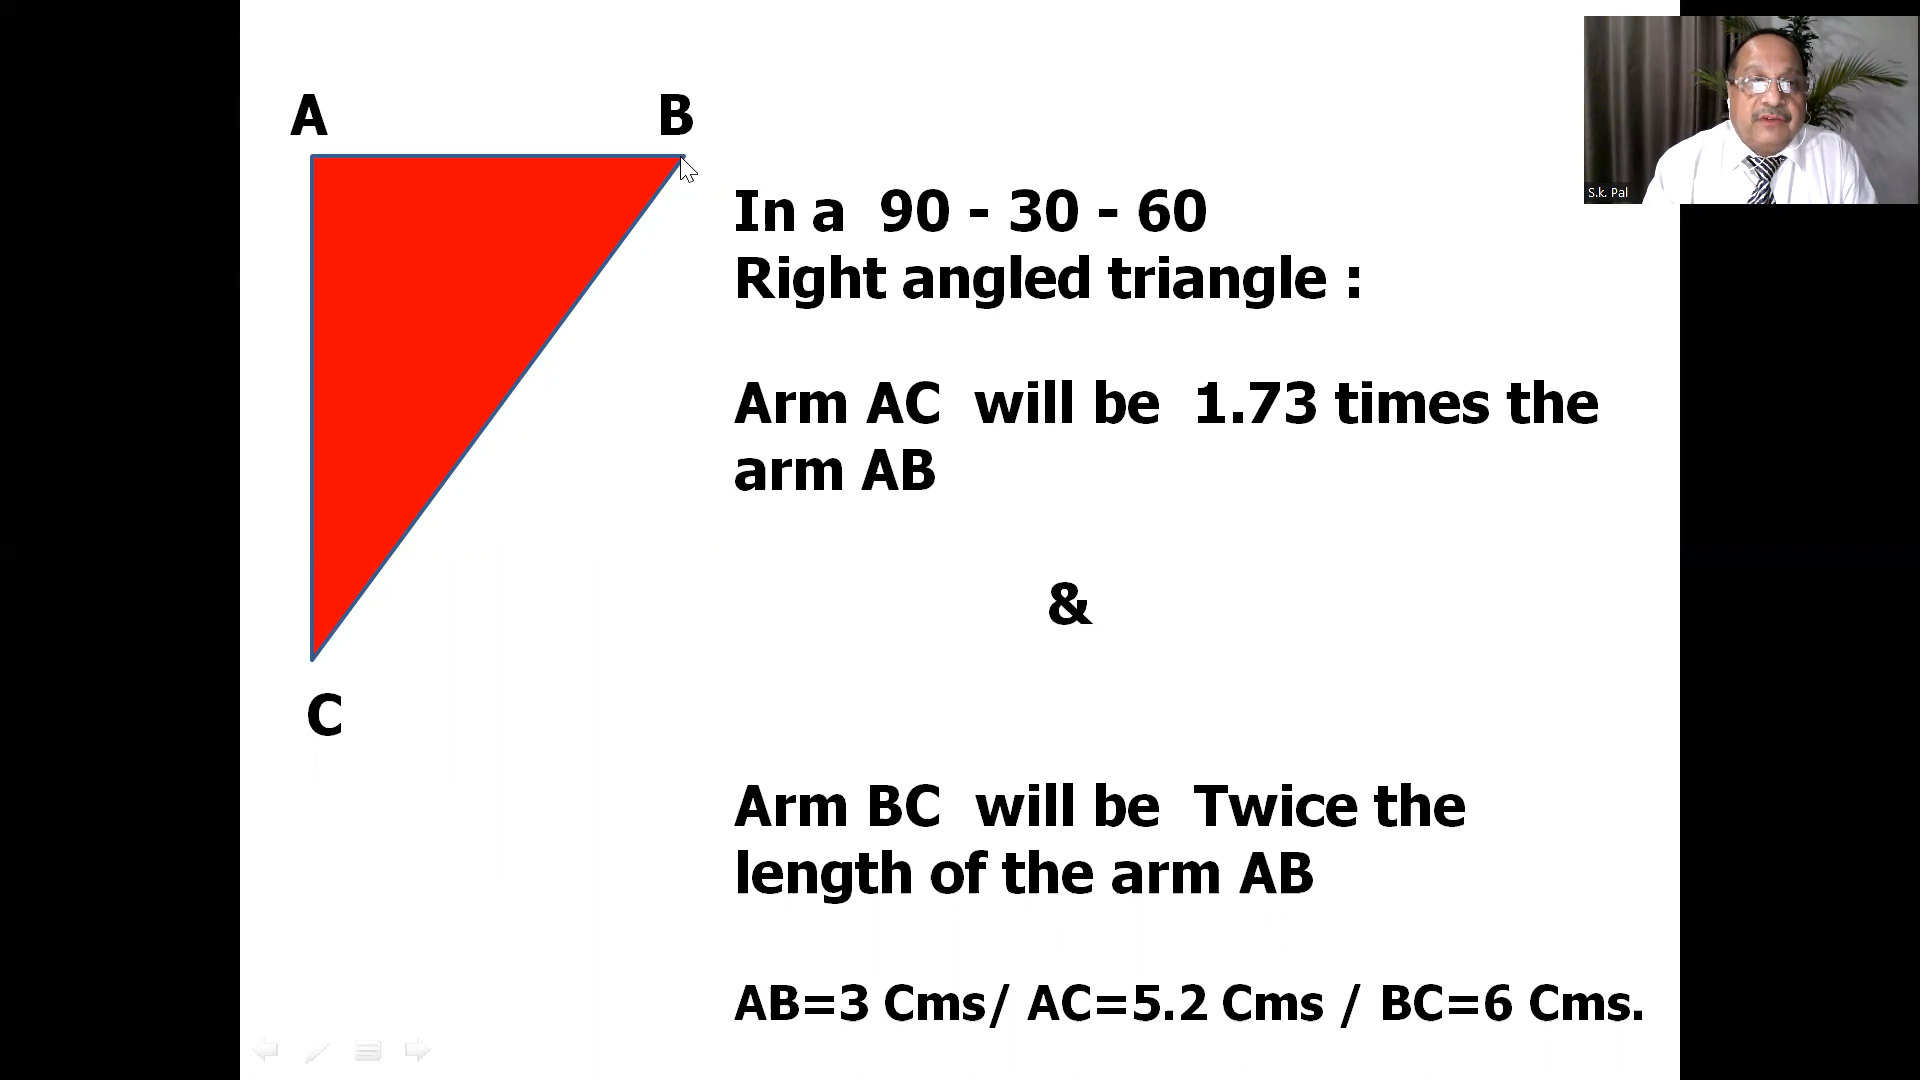 A B
S.k. Pal
In a 90 - 30 - 60
Right angled triangle :
Arm AC will be 1.73 times the
arm AB
&
C
Arm BC will be Twice the
length of the arm AB
AB=3 Cms/ AC=5.2 Cms / BC=6 Cms.